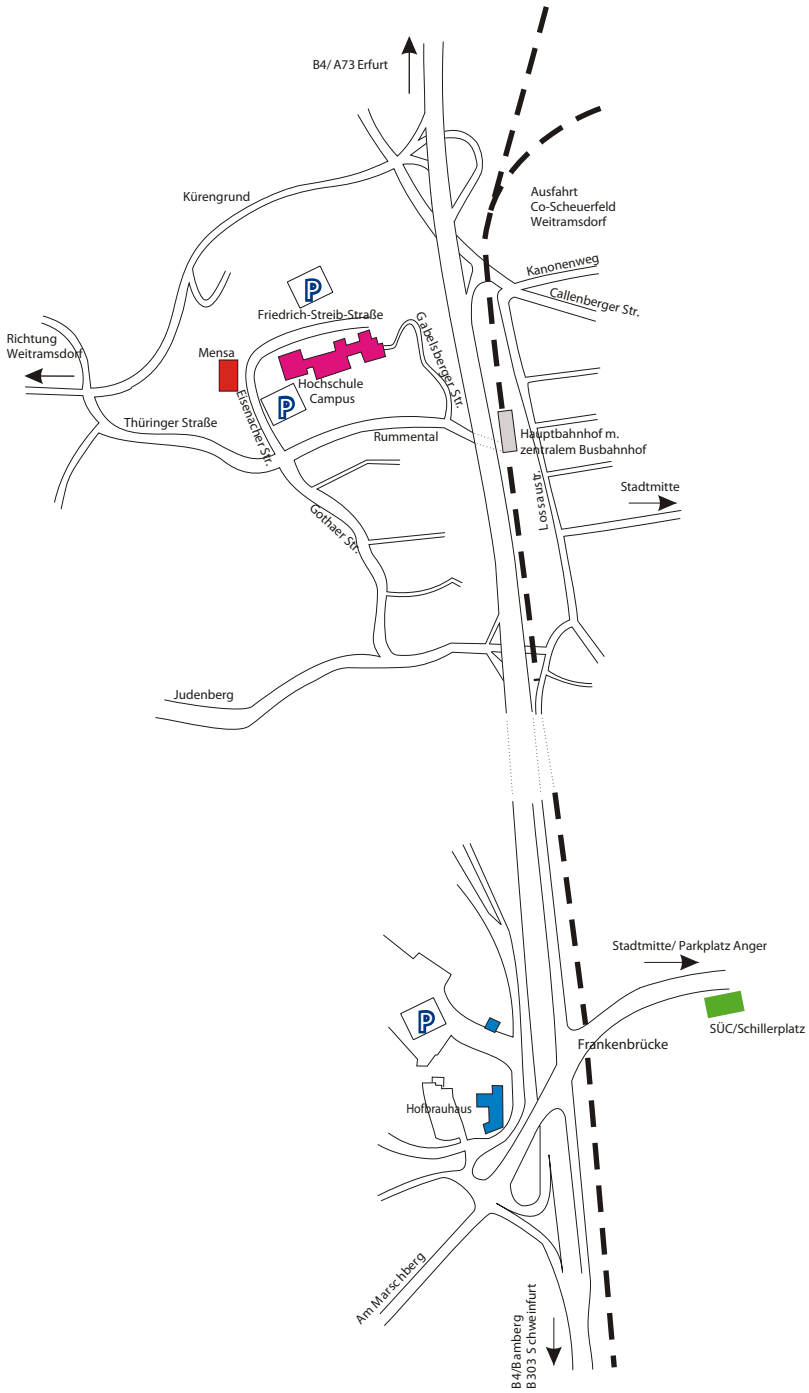 B4/ A73 Erfurt
Kürengrund
Ausfahrt
Co-Scheuerfeld
Weitramsdorf
Kanonenweg
Callenberger Str.
P
Friedrich-Streib-Straße
Gabelsberger Str.
Richtung
Weitramsdorf
Mensa
Hochschule
Campus
P
Eisenacher Str.
Thüringer Straße
Rummental
Hauptbahnhof m.
zentralem Busbahnhof
Lossaustr.
Stadtmitte
Gothaer Str.
Judenberg
Stadtmitte/ Parkplatz Anger
P
SÜC/Schillerplatz
Frankenbrücke
Hofbrauhaus
Am Marschberg
B4/Bamberg
B303 Schweinfurt